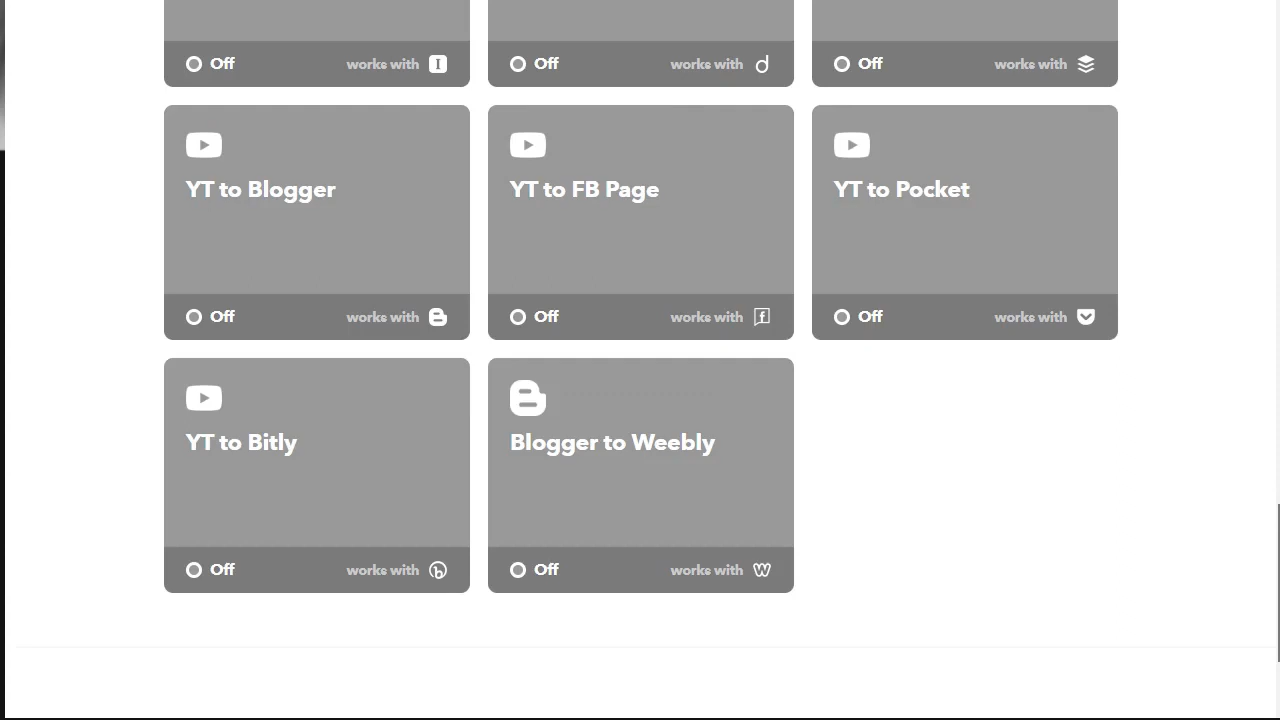 Off works with Off works with Off works with
YT to Blogger YT to FB Page YT to Pocket
Off works with Off works with Off works with
YT to Bitly Blogger to Weebly
Off works with Off works with